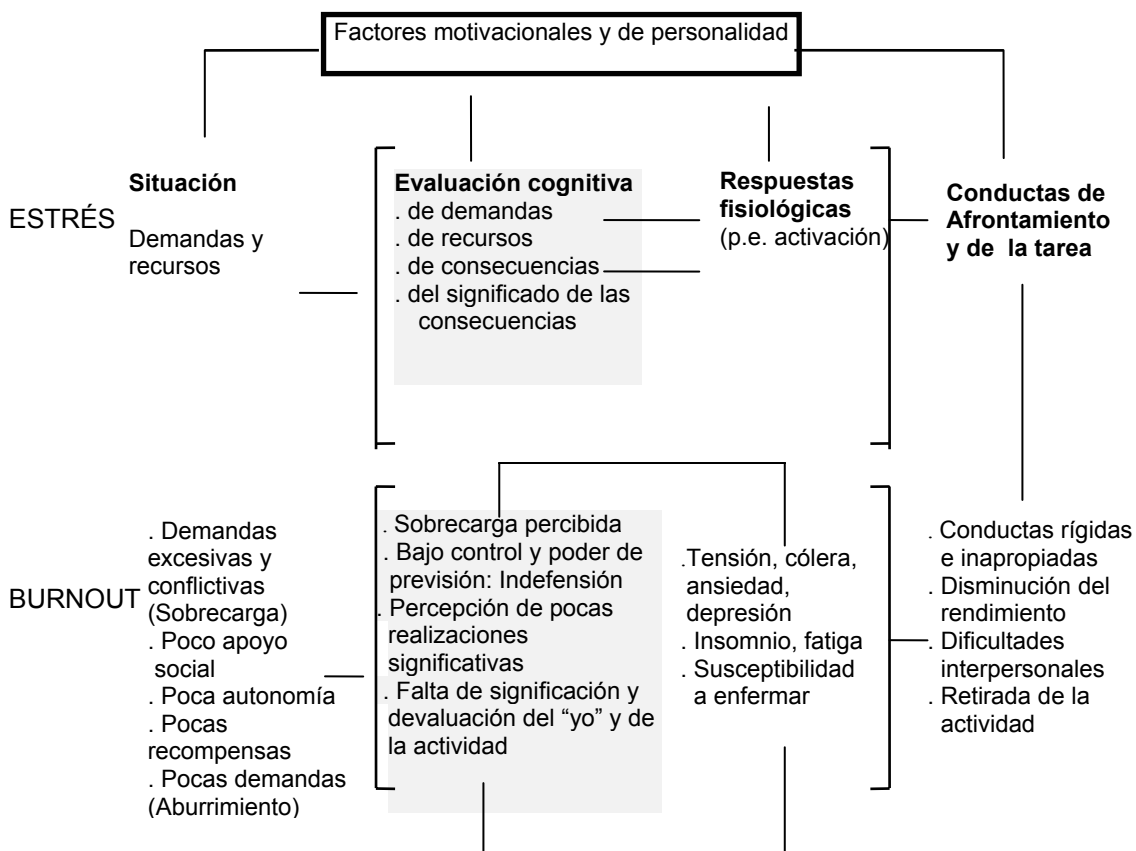 Factores motivacionales y de personalidad
ESTRÉS
Situación
Demandas y
recursos
Evaluación cognitiva
. de demandas
. de recursos
. de consecuencias
. del significado de las
consecuencias
Respuestas
fisiológicas
(p.e. activación)
Conductas de
Afrontamiento
y de la tarea
BURNOUT
. Demandas
excesivas y
conflictivas
(Sobrecarga)
. Poco apoyo
social
. Poca autonomía
. Pocas
recompensas
. Pocas demandas
(Aburrimiento)
. Sobrecarga percibida
. Bajo control y poder de
previsión: Indefensión
. Percepción de pocas
realizaciones
significativas
. Falta de significación y
devaluación del “yo” y de
la actividad
.Tensión, cólera,
ansiedad,
depresión
. Insomnio, fatiga
. Susceptibilidad
a enfermar
. Conductas rígidas
e inapropiadas
. Disminución del
rendimiento
. Dificultades
interpersonales
. Retirada de la
actividad